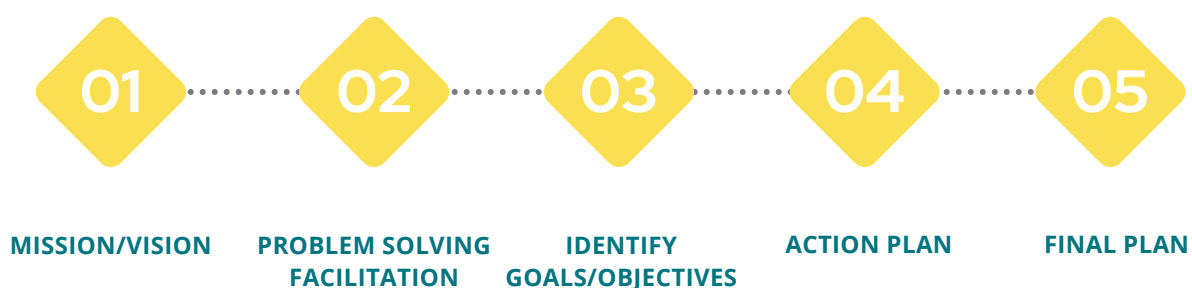 01
02
03
04
05
MISSION/VISION
PROBLEM SOLVING
FACILITATION
IDENTIFY
GOALS/OBJECTIVES
ACTION PLAN
FINAL PLAN